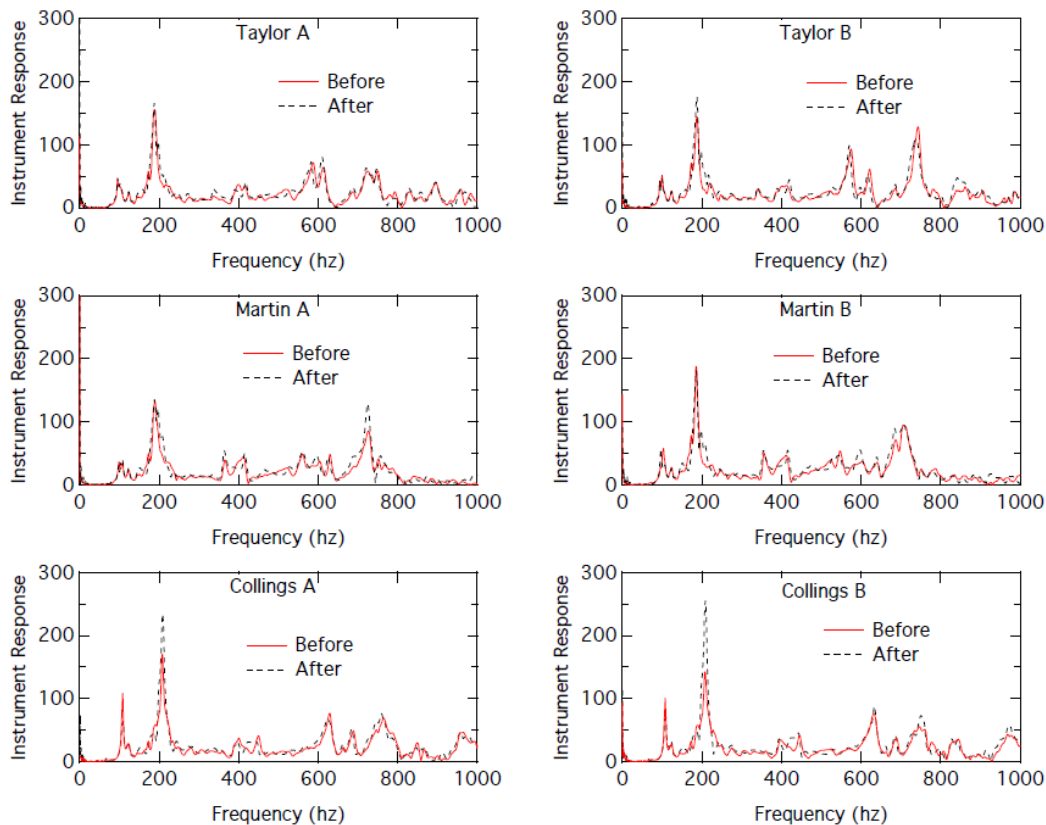 Taylor A
Instrument Response
300
200
100
0
Before
After
0 200 400 600 800 1000
Frequency (hz)
Taylor B
Instrument Response
300
200
100
0
Before
After
0 200 400 600 800 1000
Frequency (hz)
Martin A
Instrument Response
300
200
100
0
Before
After
0 200 400 600 800 1000
Frequency (hz)
Martin B
Instrument Response
300
200
100
0
Before
After
0 200 400 600 800 1000
Frequency (hz)
Collings A
Instrument Response
300
200
100
0
Before
After
0 200 400 600 800 1000
Frequency (hz)
Collings B
Instrument Response
300
200
100
0
Before
After
0 200 400 600 800 1000
Frequency (hz)